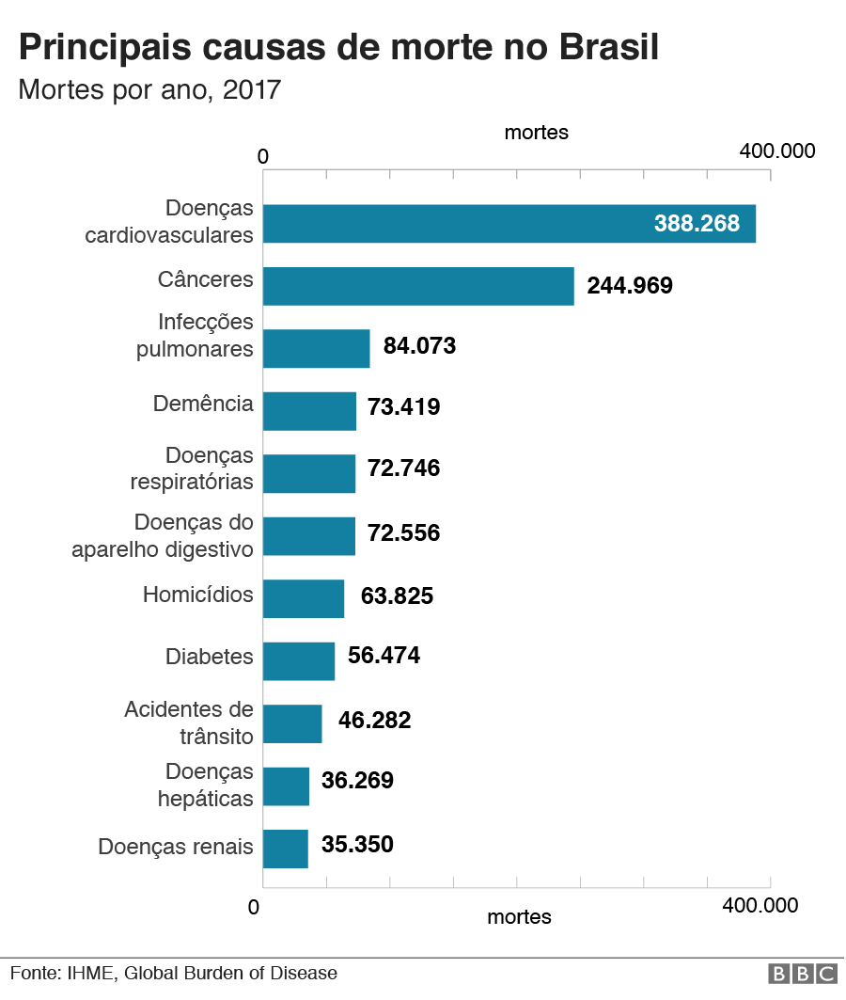 Principais causas de morte no Brasil
Mortes por ano, 2017
mortes
0
400.000
Doenças
cardiovasculares
388.268
Cânceres
244.969
Infecções
pulmonares
84.073
Demência
73.419
Doenças
respiratórias
72.746
Doenças do
aparelho digestivo
72.556
Homicídios
63.825
Diabetes
56.474
Acidentes de
trânsito
46.282
Doenças
hepáticas
36.269
Doenças renais
35.350
0
mortes
400.000
Fonte: IHME, Global Burden of Disease
BBC